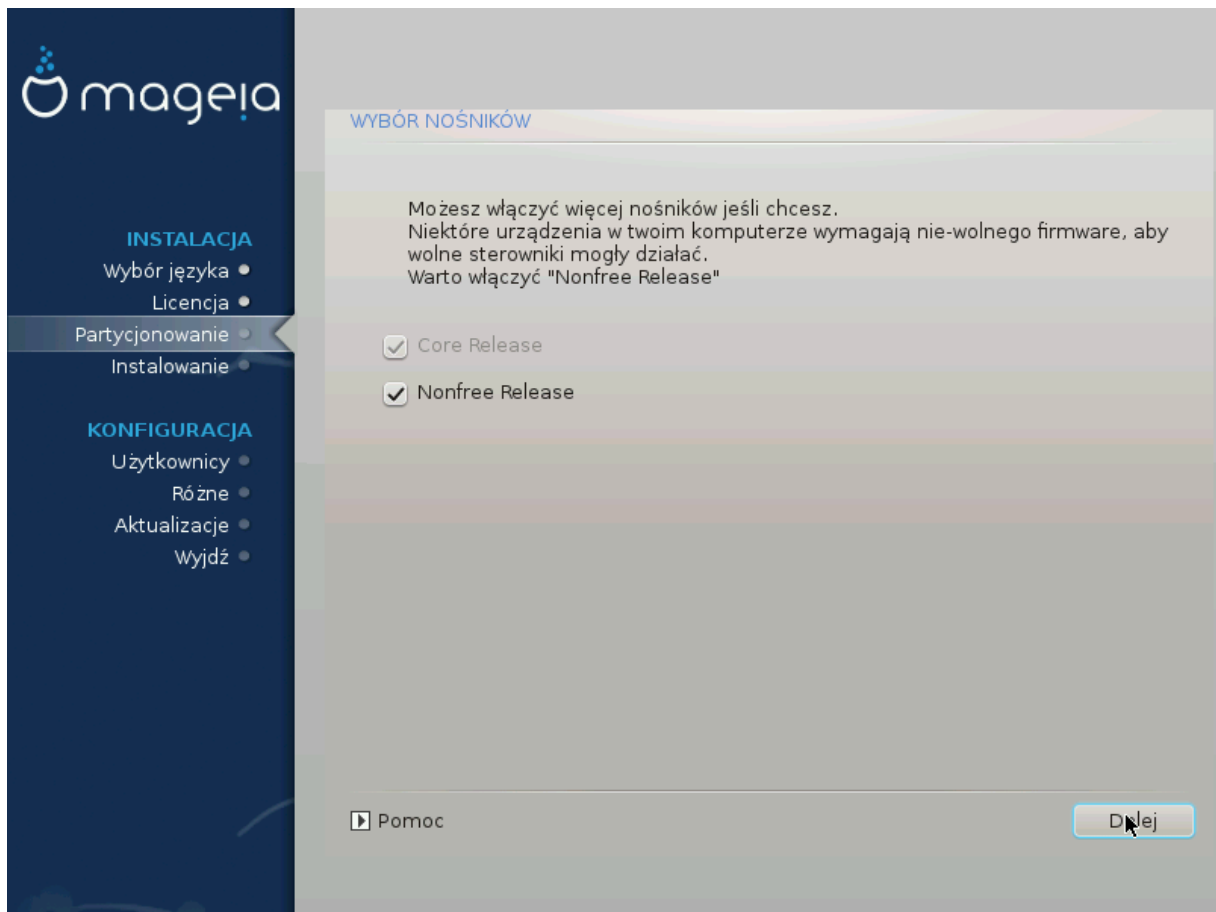 mageia
INSTALACJA
Wybór języka
Licencja
Partycjonowanie
Instalowanie
KONFIGURACJA
Użytkownicy
Różne
Aktualizacje
Wyjdź
WYBÓR NOŚNIKÓW
Możesz włączyć więcej nośników jeśli chcesz.
Niektóre urządzenia w twoim komputerze wymagają nie-wolnego firmware, aby
wolne sterowniki mogły działać.
Warto włączyć "Nonfree Release"
Core Release
Nonfree Release
Pomoc
Dalej